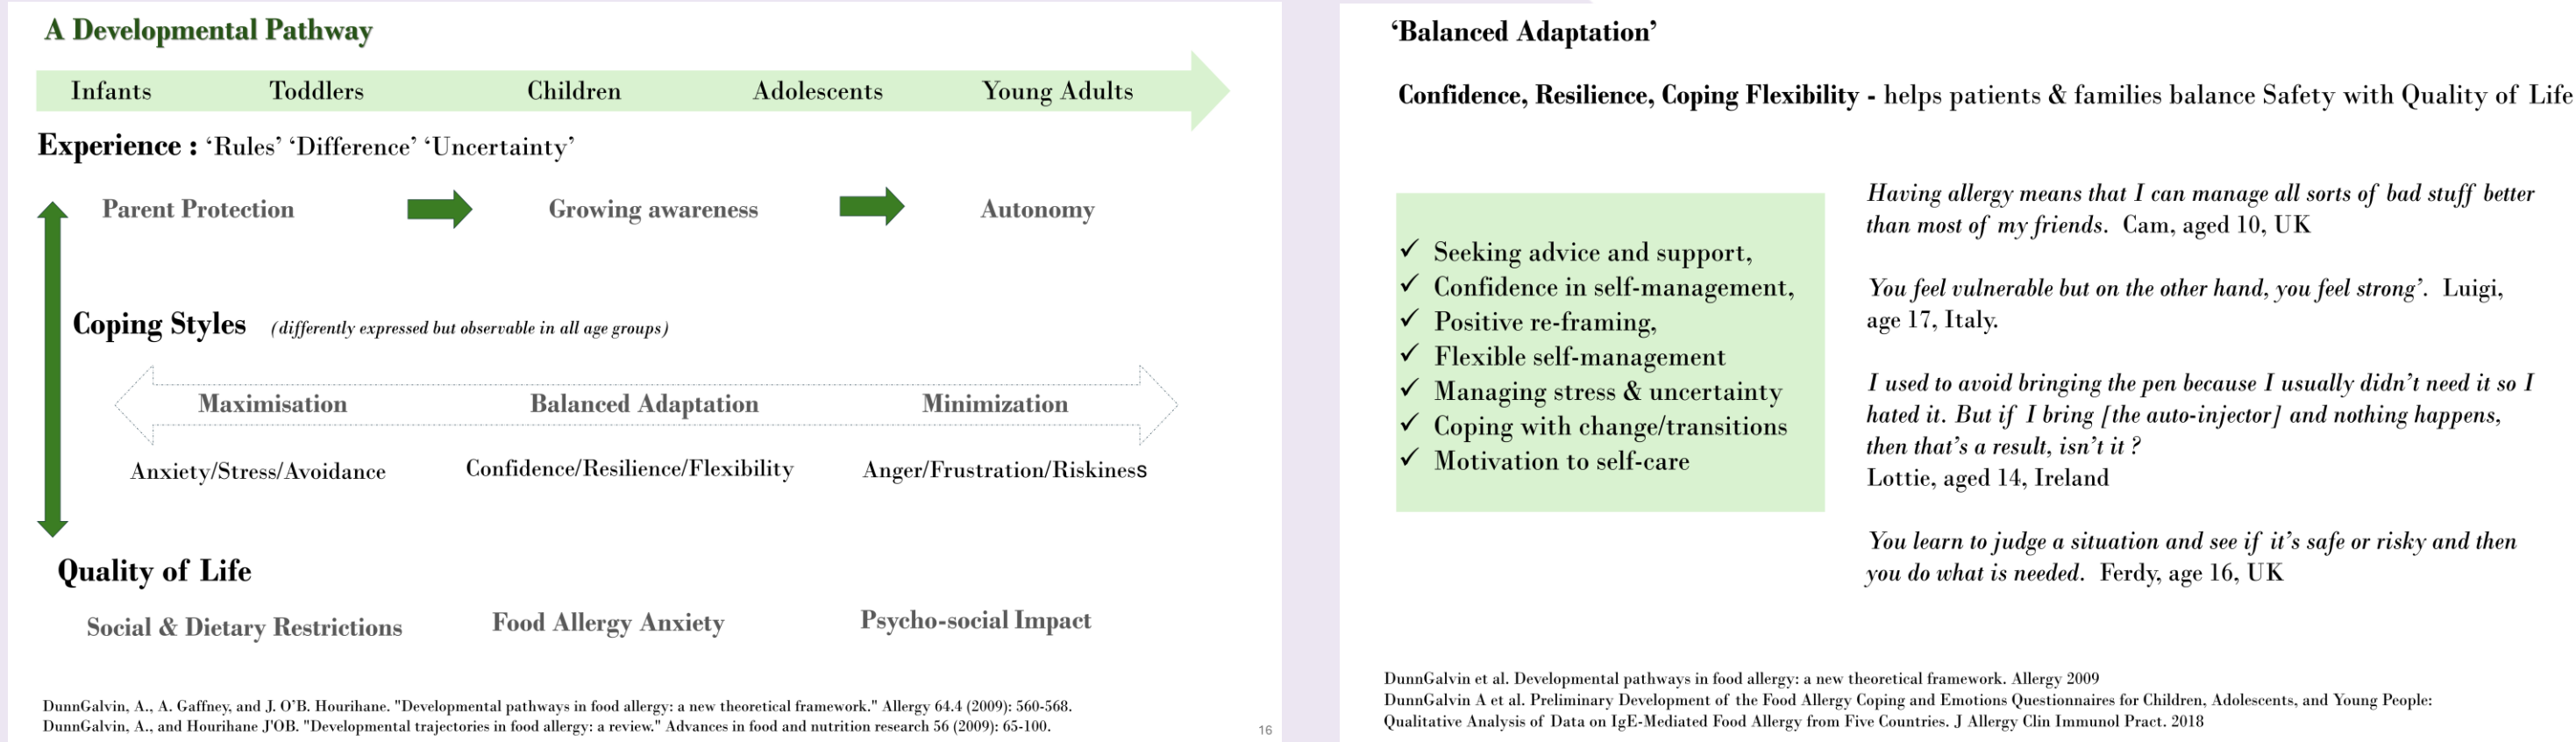 A Developmental Pathway
Infants Toddlers Children Adolescents Young Adults
Experience : ‘Rules’ ‘Difference’ ‘Uncertainty’
Parent Protection Growing awareness Autonomy
Coping Styles (differently expressed but observable in all age groups)
Maximisation Balanced Adaptation Minimization
Anxiety/Stress/Avoidance Confidence/Resilience/Flexibility Anger/Frustration/Riskiness
Quality of Life
Social & Dietary Restrictions Food Allergy Anxiety Psycho-social Impact
DunnGalvin, A., A. Gaffney, and J. O’B. Hourihane. "Developmental pathways in food allergy: a new theoretical framework." Allergy 64.4 (2009): 560-568.
DunnGalvin, A., and Hourihane J'OB. "Developmental trajectories in food allergy: a review." Advances in food and nutrition research 56 (2009): 65-100.
16
‘Balanced Adaptation’
Confidence, Resilience, Coping Flexibility - helps patients & families balance Safety with Quality of Life
✓ Seeking advice and support,
✓ Confidence in self-management,
✓ Positive re-framing,
✓ Flexible self-management
✓ Managing stress & uncertainty
✓ Coping with change/transitions
✓ Motivation to self-care
Having allergy means that I can manage all sorts of bad stuff better
than most of my friends. Cam, aged 10, UK
You feel vulnerable but on the other hand, you feel strong’. Luigi,
age 17, Italy.
I used to avoid bringing the pen because I usually didn’t need it so I
hated it. But if I bring [the auto-injector] and nothing happens,
then that’s a result, isn’t it ?
Lottie, aged 14, Ireland
You learn to judge a situation and see if it’s safe or risky and then
you do what is needed. Ferdy, age 16, UK
DunnGalvin et al. Developmental pathways in food allergy: a new theoretical framework. Allergy 2009
DunnGalvin A et al. Preliminary Development of the Food Allergy Coping and Emotions Questionnaires for Children, Adolescents, and Young People:
Qualitative Analysis of Data on IgE-Mediated Food Allergy from Five Countries. J Allergy Clin Immunol Pract. 2018